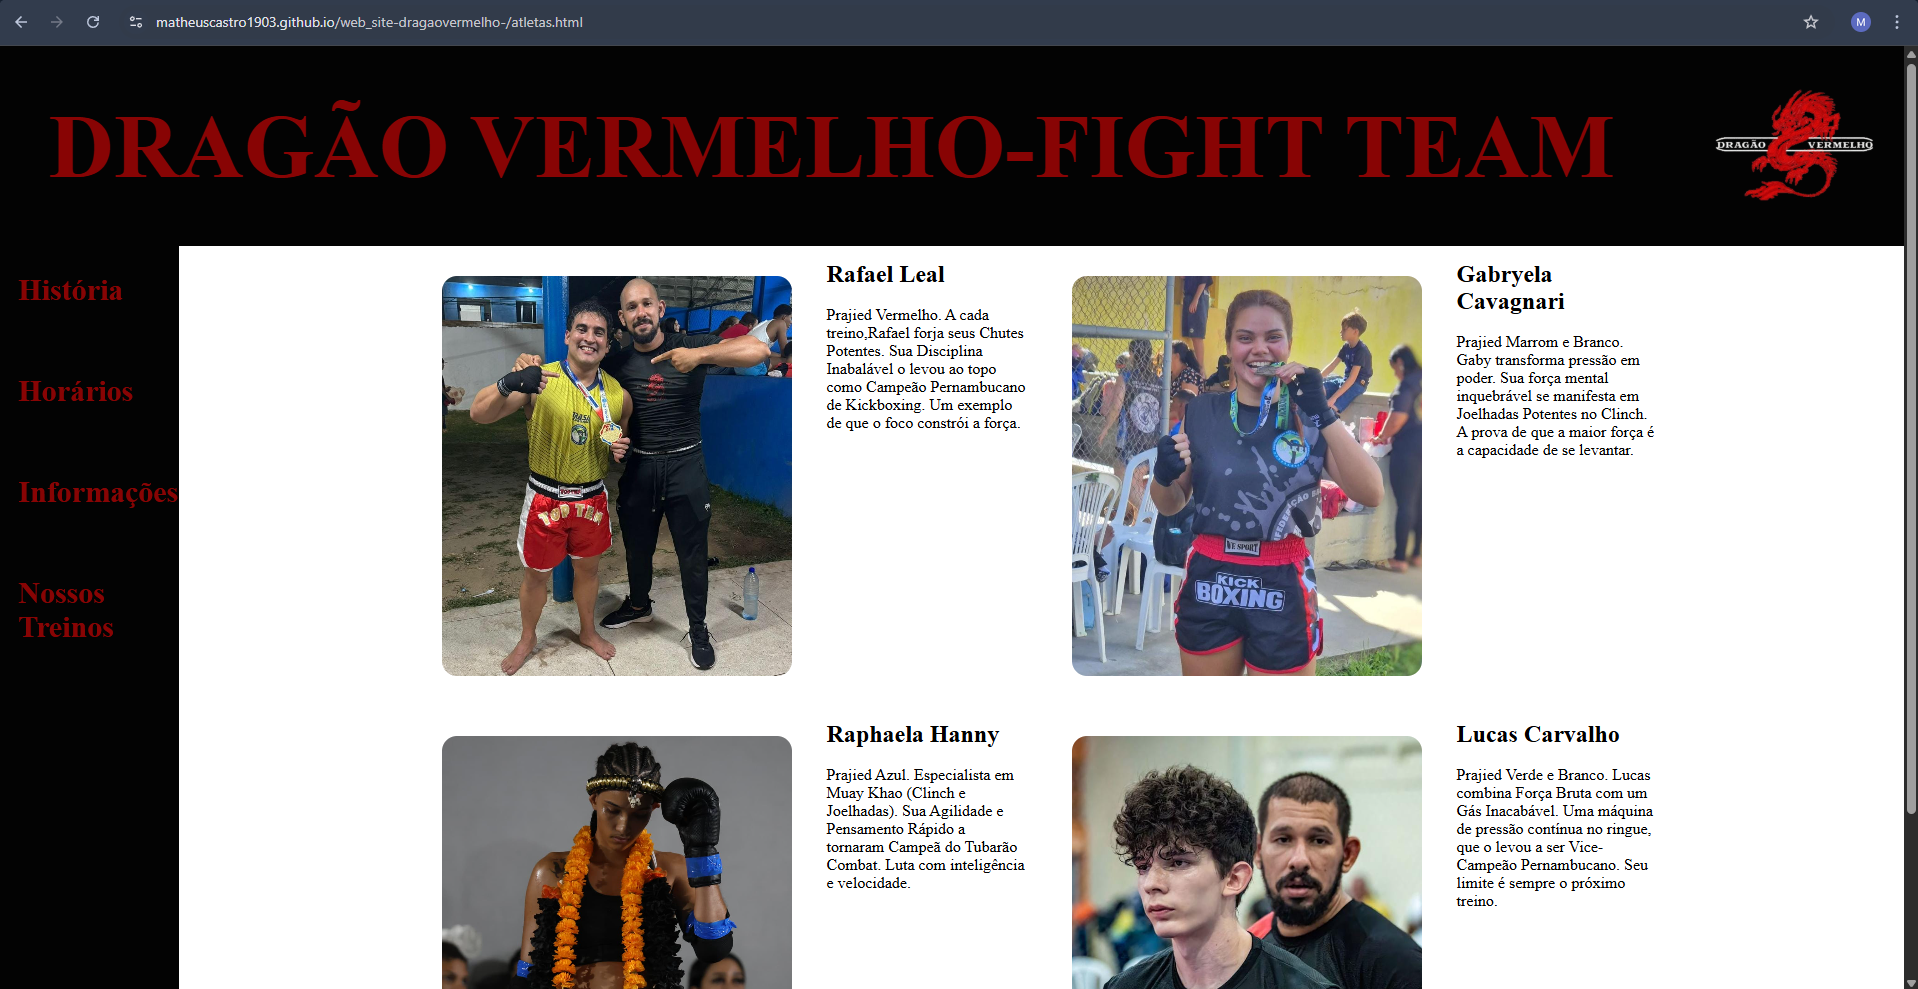 matheuscastro1903.github.io/web_site-dragaovermelho-/atletas.html
M
DRAGÃO VERMELHO-FIGHT TEAM
DRAGÃO VERMELHO
História
Horários
Informações
Nossos
Treinos
Rafael Leal
Prajied Vermelho. A cada
treino,Rafael forja seus Chutes
Potentes. Sua Disciplina
Inabalável o levou ao topo
como Campeão Pernambucano
de Kickboxing. Um exemplo
de que o foco constrói a força.
TOP TEAM
Gabryela
Cavagnari
Prajied Marrom e Branco.
Gaby transforma pressão em
poder. Sua força mental
inquebrável se manifesta em
Joelhadas Potentes no Clinch.
A prova de que a maior força é
a capacidade de se levantar.
WE SPORT
KICK
BOXING
Raphaela Hanny
Prajied Azul. Especialista em
Muay Khao (Clinch e
Joelhadas). Sua Agilidade e
Pensamento Rápido a
tornaram Campeã do Tubarão
Combat. Luta com inteligência
e velocidade.
Lucas Carvalho
Prajied Verde e Branco. Lucas
combina Força Bruta com um
Gás Inacabável. Uma máquina
de pressão contínua no ringue,
que o levou a ser Vice-
Campeão Pernambucano. Seu
limite é sempre o próximo
treino.